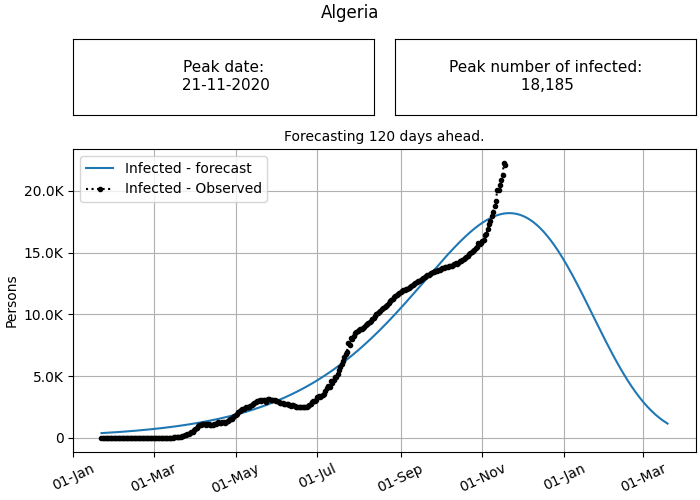 Algeria
Peak date:
21-11-2020
Peak number of infected:
18,185
Forecasting 120 days ahead.
Infected - forecast
Infected - Observed
Persons
20.0K
15.0K
10.0K
5.0K
0
01-Jan
01-Mar
01-May
01-Jul
01-Sep
01-Nov
01-Jan
01-Mar